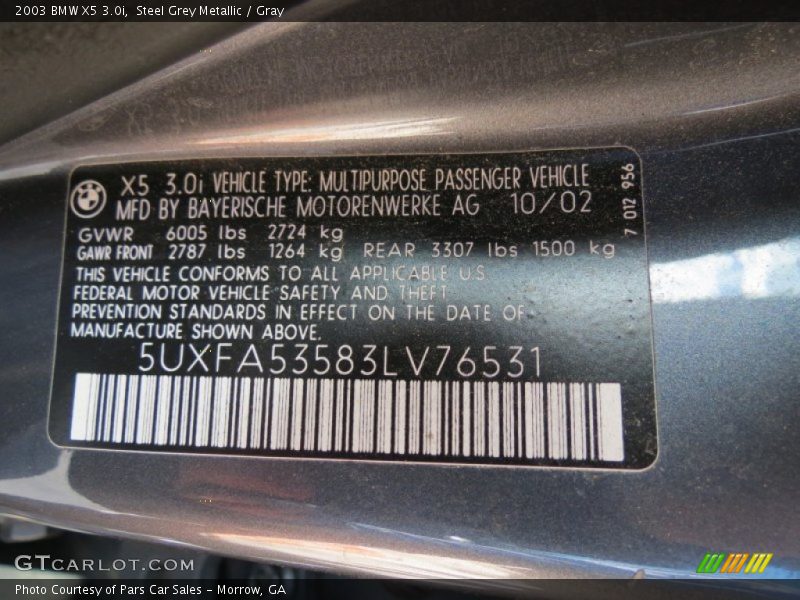 2003 BMW X5 3.0i,  Steel Grey Metallic / Gray
X5 3.0i VEHICLE TYPE: MULTIPURPOSE PASSENGER VEHICLE
MFD BY BAYERISCHE MOTORENWERKE AG 10/02
GVWR 6005 lbs 2724 kg
GAWR FRONT 2787 lbs 1264 kg REAR 3307 lbs 1500 kg
THIS VEHICLE CONFORMS TO ALL APPLICABLE U.S.
FEDERAL MOTOR VEHICLE SAFETY AND THEFT
PREVENTION STANDARDS IN EFFECT ON THE DATE OF
MANUFACTURE SHOWN ABOVE.
5UXFA53583LV76531
7 012 956
GTCARLOT.COM
Photo Courtesy of Pars Car Sales – Morrow, GA